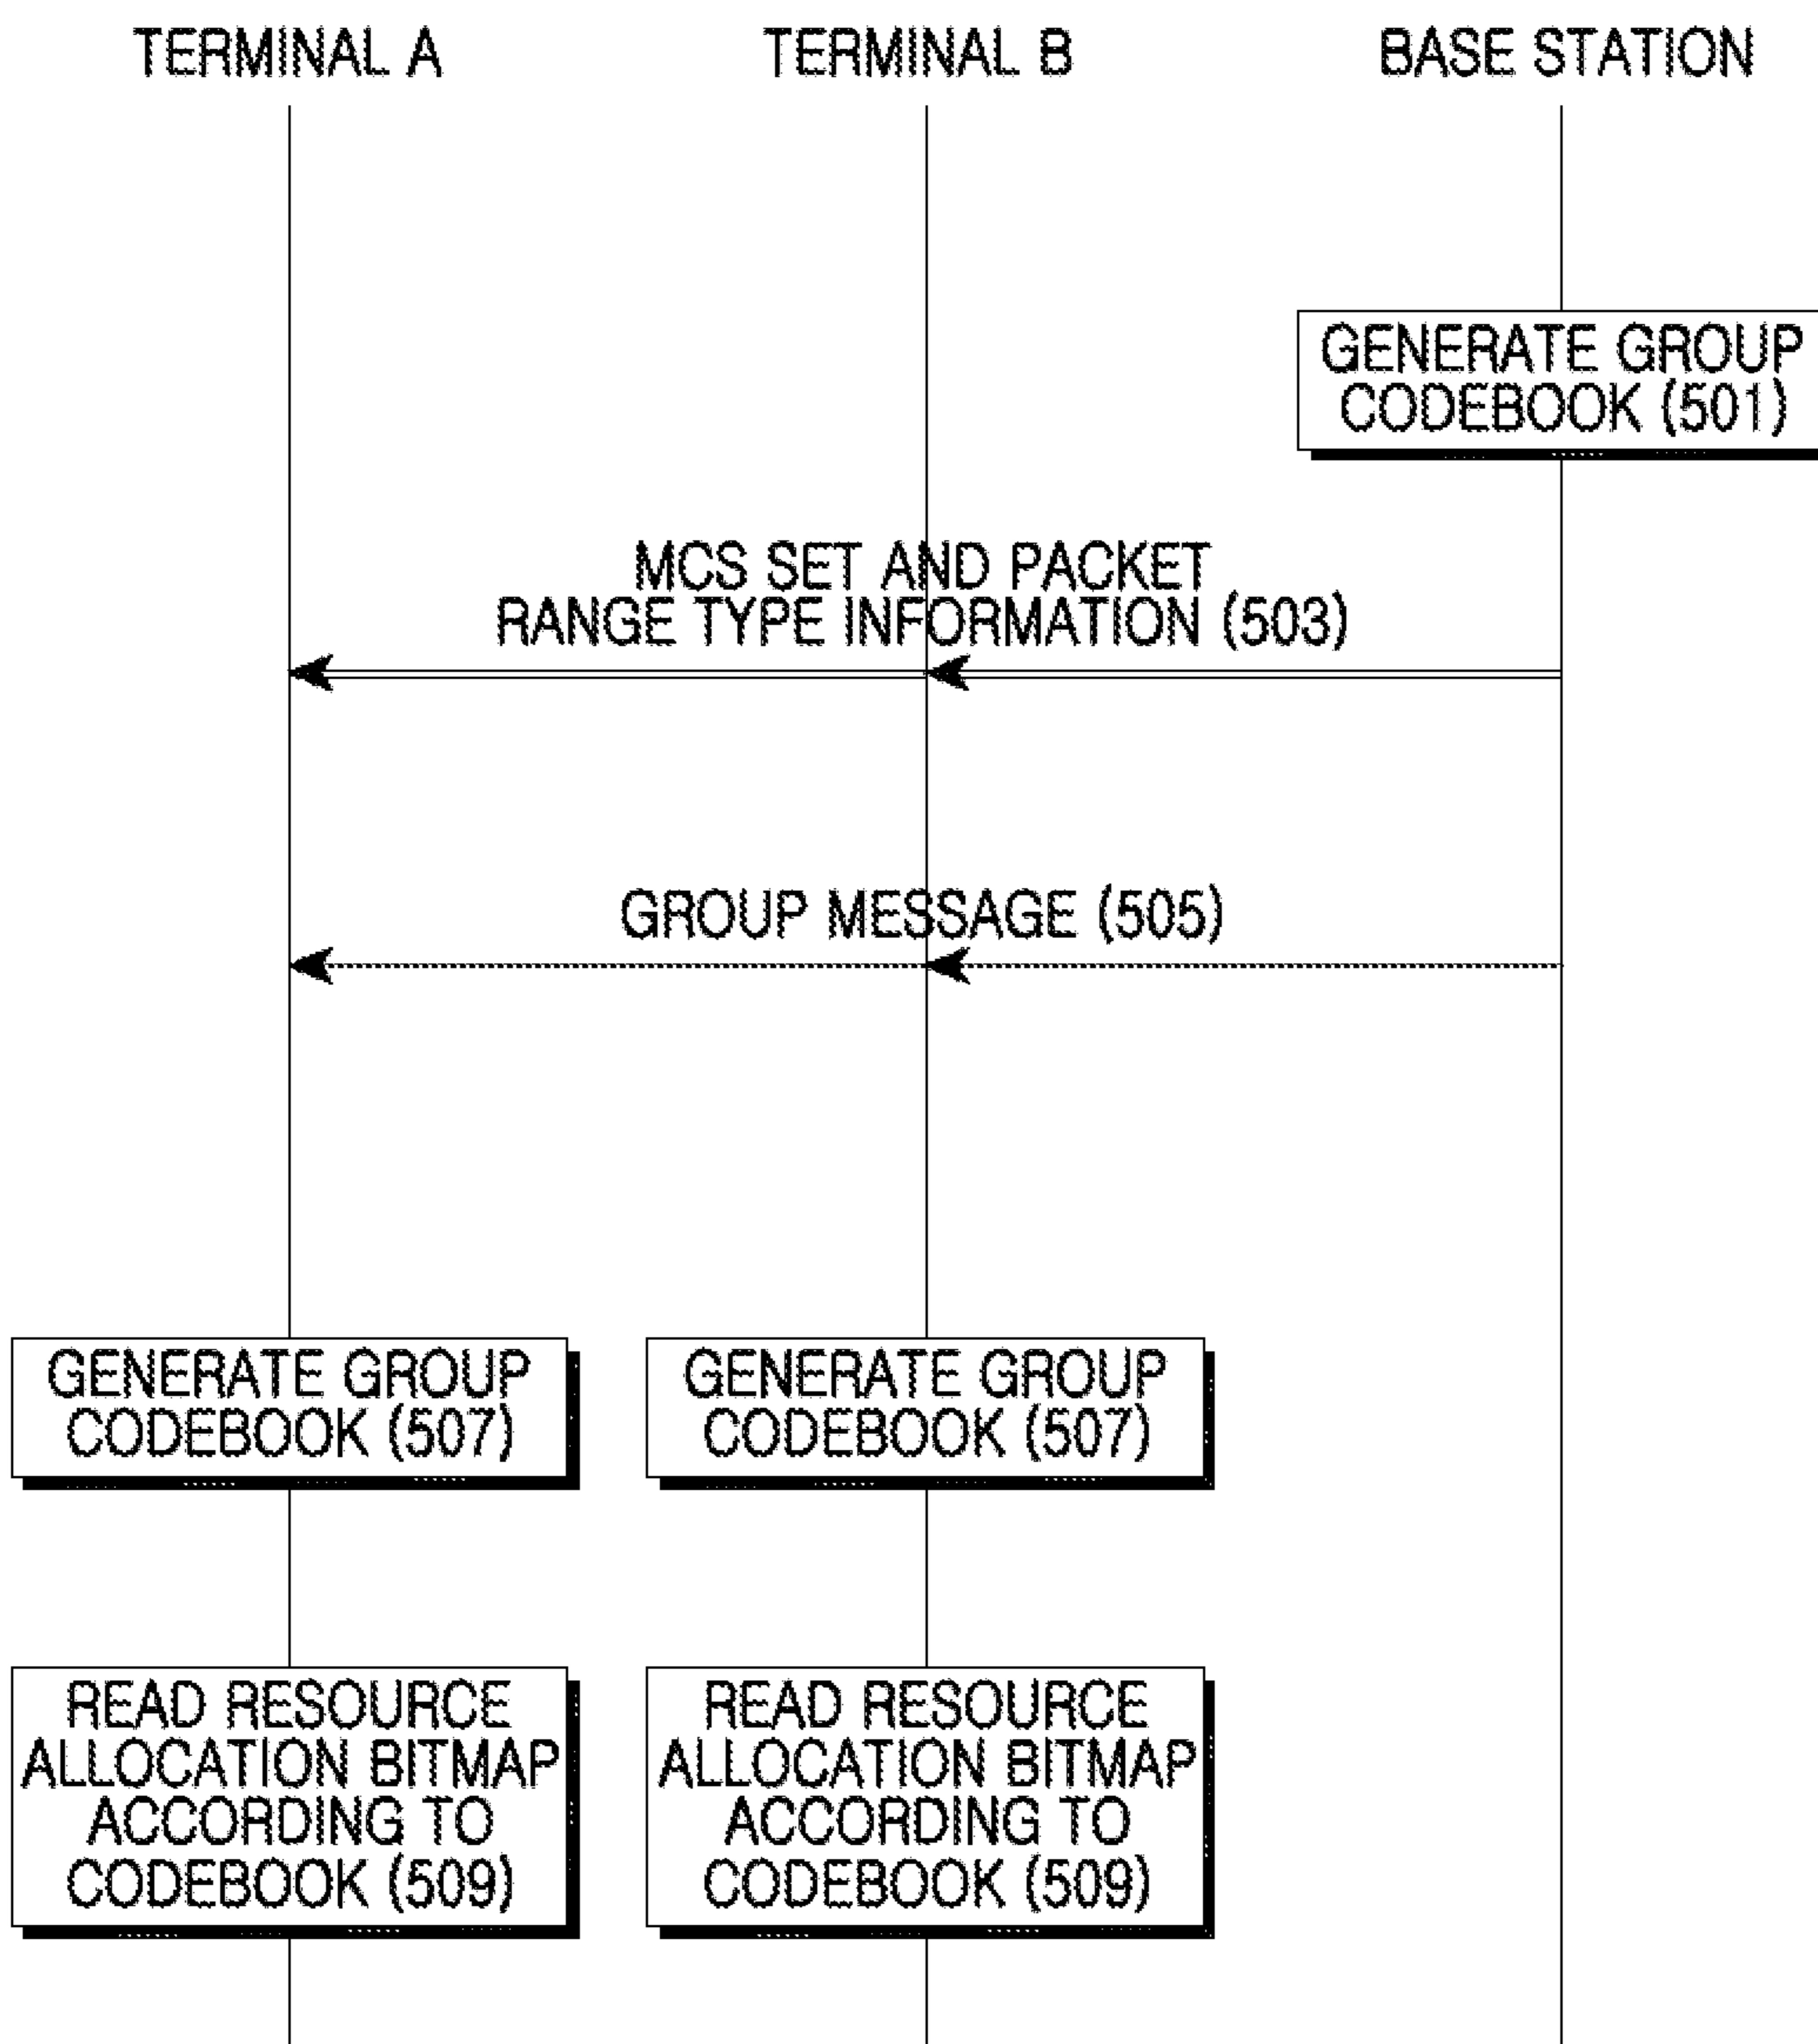 TERMINAL A
TERMINAL B
BASE STATION
GENERATE GROUP
CODEBOOK (501)
MCS SET AND PACKET
RANGE TYPE INFORMATION (503)
GROUP MESSAGE (505)
GENERATE GROUP
CODEBOOK (507)
GENERATE GROUP
CODEBOOK (507)
READ RESOURCE
ALLOCATION BITMAP
ACCORDING TO
CODEBOOK (509)
READ RESOURCE
ALLOCATION BITMAP
ACCORDING TO
CODEBOOK (509)